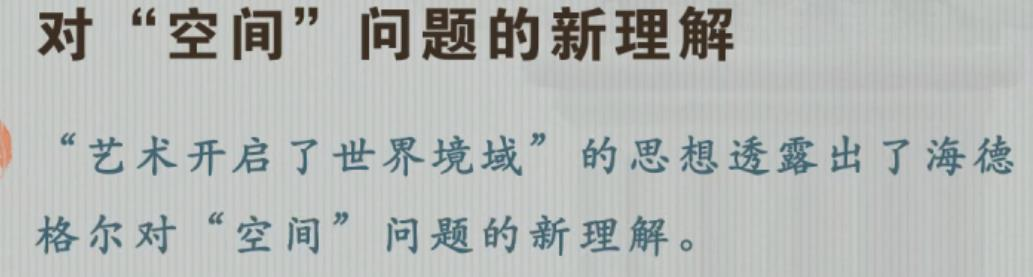 对“空间”问题的新理解
“艺术开启了世界境域”的思想透露出了海德
格尔对“空间”问题的新理解。